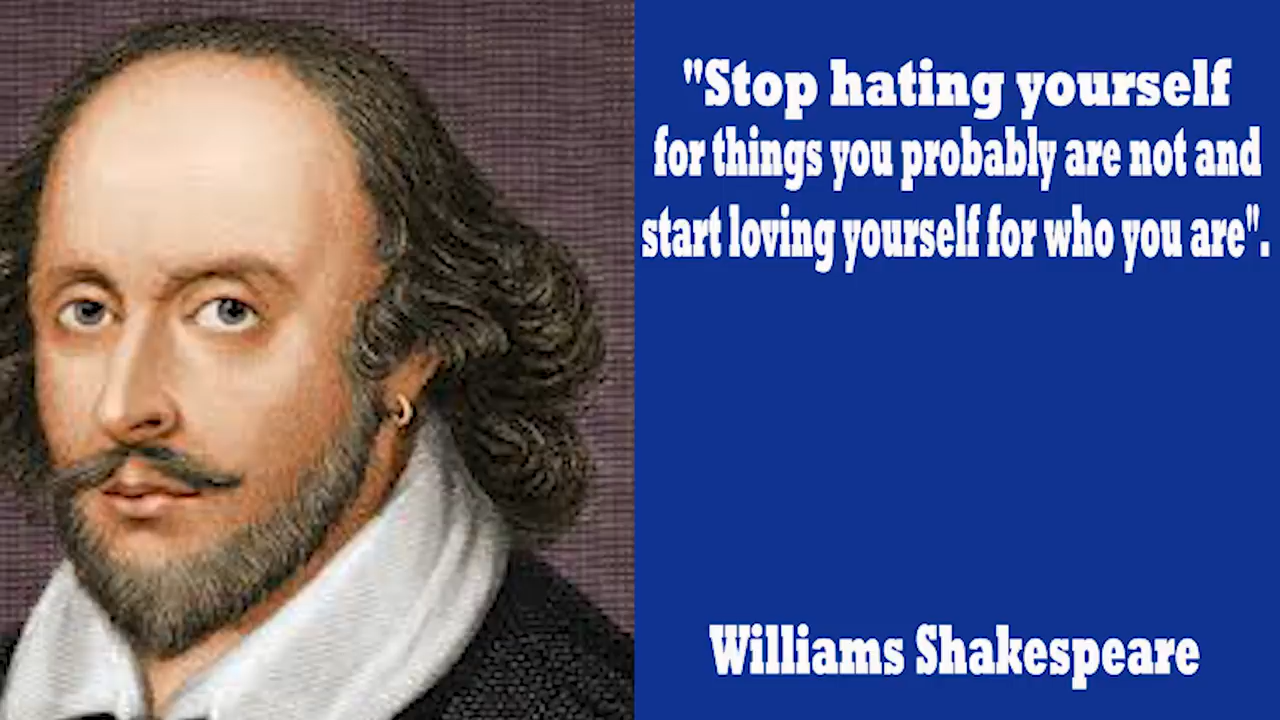 "Stop hating yourself
for things you probably are not and
start loving yourself for who you are".
Williams Shakespeare